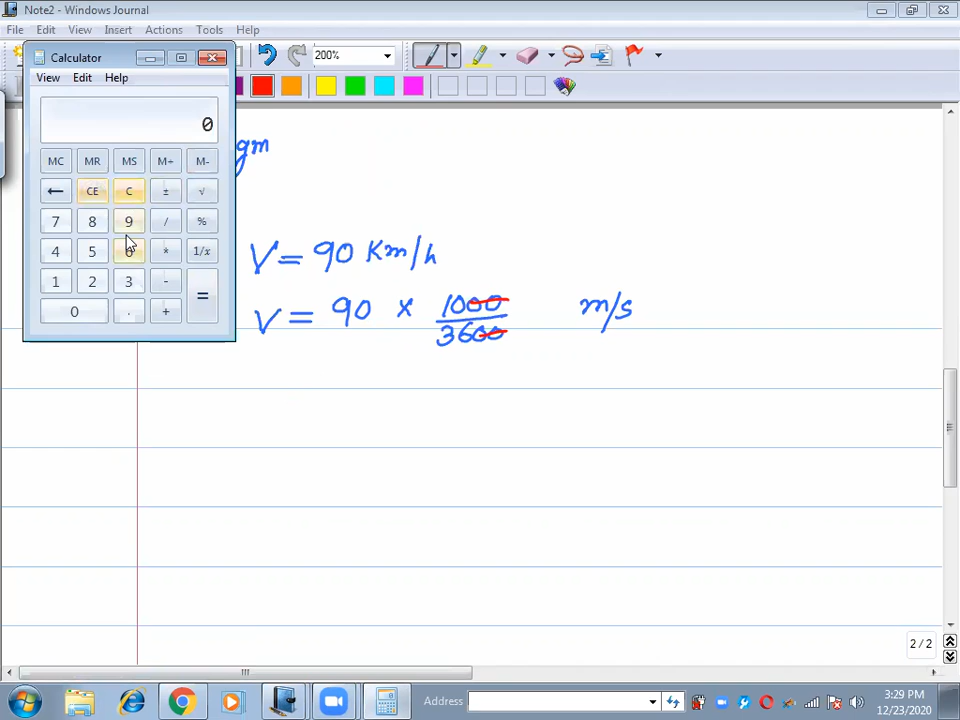 Note2 - Windows Journal
File Edit View Insert Actions Tools Help
200%
Calculator
View Edit Help
0
MC MR MS M+ M-
← CE C ± √
7 8 9 / %
4 5 6 * 1/x
1 2 3 - =
0 . +
gm
V = 90 Km/h
V = 90 x 1000/3600 m/s
2 / 2
Address
3:29 PM
12/23/2020